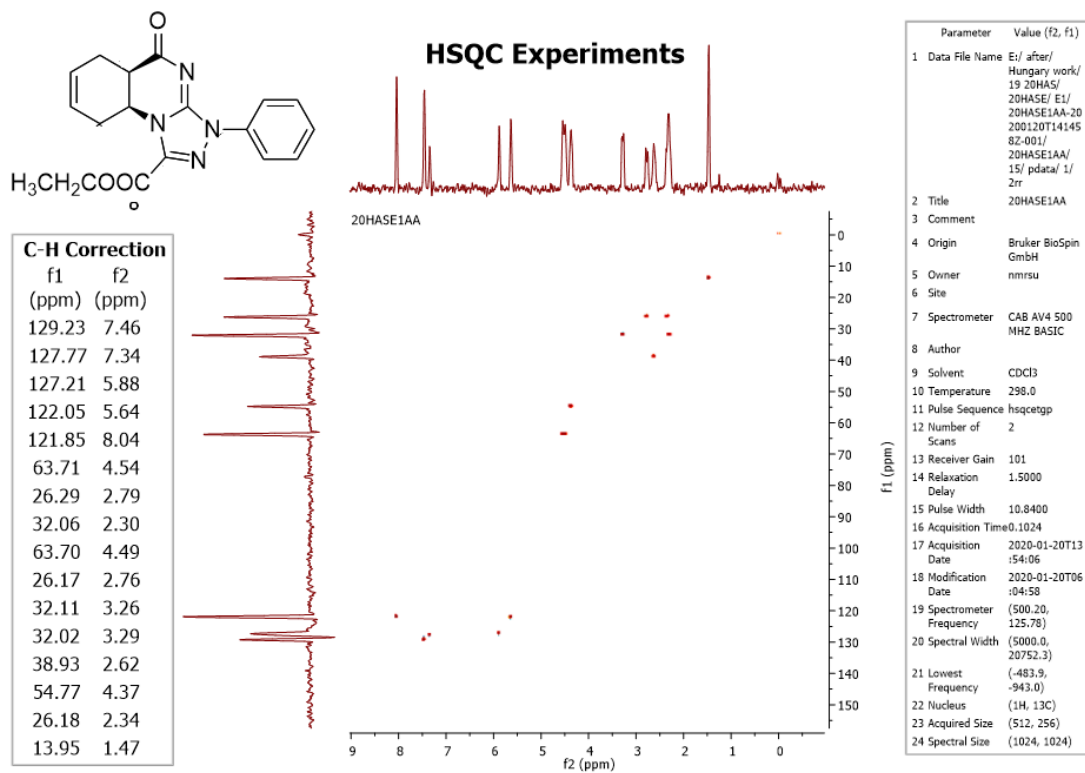 O
N
N
N
N
H3CH2COOC
o
HSQC Experiments
20HASE1AA
C-H Correction
f1 f2
(ppm) (ppm)
129.23 7.46
127.77 7.34
127.21 5.88
122.05 5.64
121.85 8.04
63.71 4.54
26.29 2.79
32.06 2.30
63.70 4.49
26.17 2.76
32.11 3.26
32.02 3.29
38.93 2.62
54.77 4.37
26.18 2.34
13.95 1.47
0
10
20
30
40
50
60
70
80
90
100
110
120
130
140
150
f1 (ppm)
9 8 7 6 5 4 3 2 1 0
f2 (ppm)
Parameter Value (f2, f1)
1 Data File Name E:/ after/
Hungary work/
19 20HAS/
20HASE/ E1/
20HASE1AA-20
200120T14145
8Z-001/
20HASE1AA/
15/ pdata/ 1/
2rr
2 Title 20HASE1AA
3 Comment
4 Origin Bruker BioSpin
GmbH
5 Owner nmrsu
6 Site
7 Spectrometer CAB AV4 500
MHZ BASIC
8 Author
9 Solvent CDCl3
10 Temperature 298.0
11 Pulse Sequence hsqcetgp
12 Number of 2
Scans
13 Receiver Gain 101
14 Relaxation 1.5000
Delay
15 Pulse Width 10.8400
16 Acquisition Time 0.1024
17 Acquisition 2020-01-20T13
Date :54:06
18 Modification 2020-01-20T06
Date :04:58
19 Spectrometer (500.20,
Frequency 125.78)
20 Spectral Width (5000.0,
20752.3)
21 Lowest (-483.9,
Frequency -943.0)
22 Nucleus (1H, 13C)
23 Acquired Size (512, 256)
24 Spectral Size (1024, 1024)